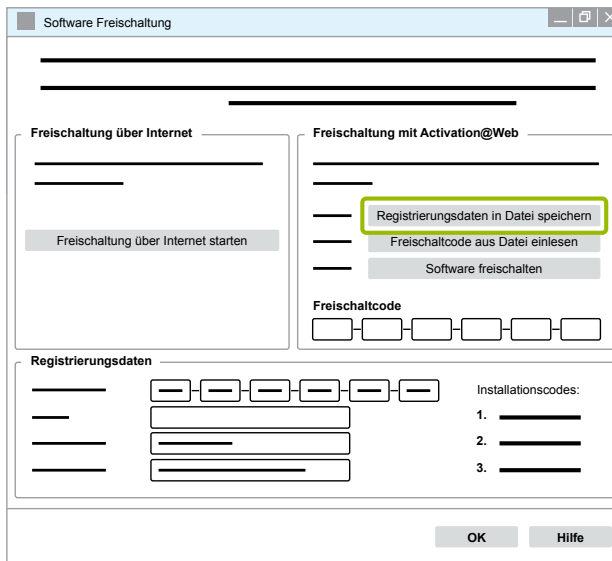 Software Freischaltung
Freischaltung über Internet
Freischaltung über Internet starten
Freischaltung mit Activation@Web
Registrierungsdaten in Datei speichern
Freischaltcode aus Datei einlesen
Software freischalten
Freischaltcode
Registrierungsdaten
Installationscodes:
1.
2.
3.
OK
Hilfe